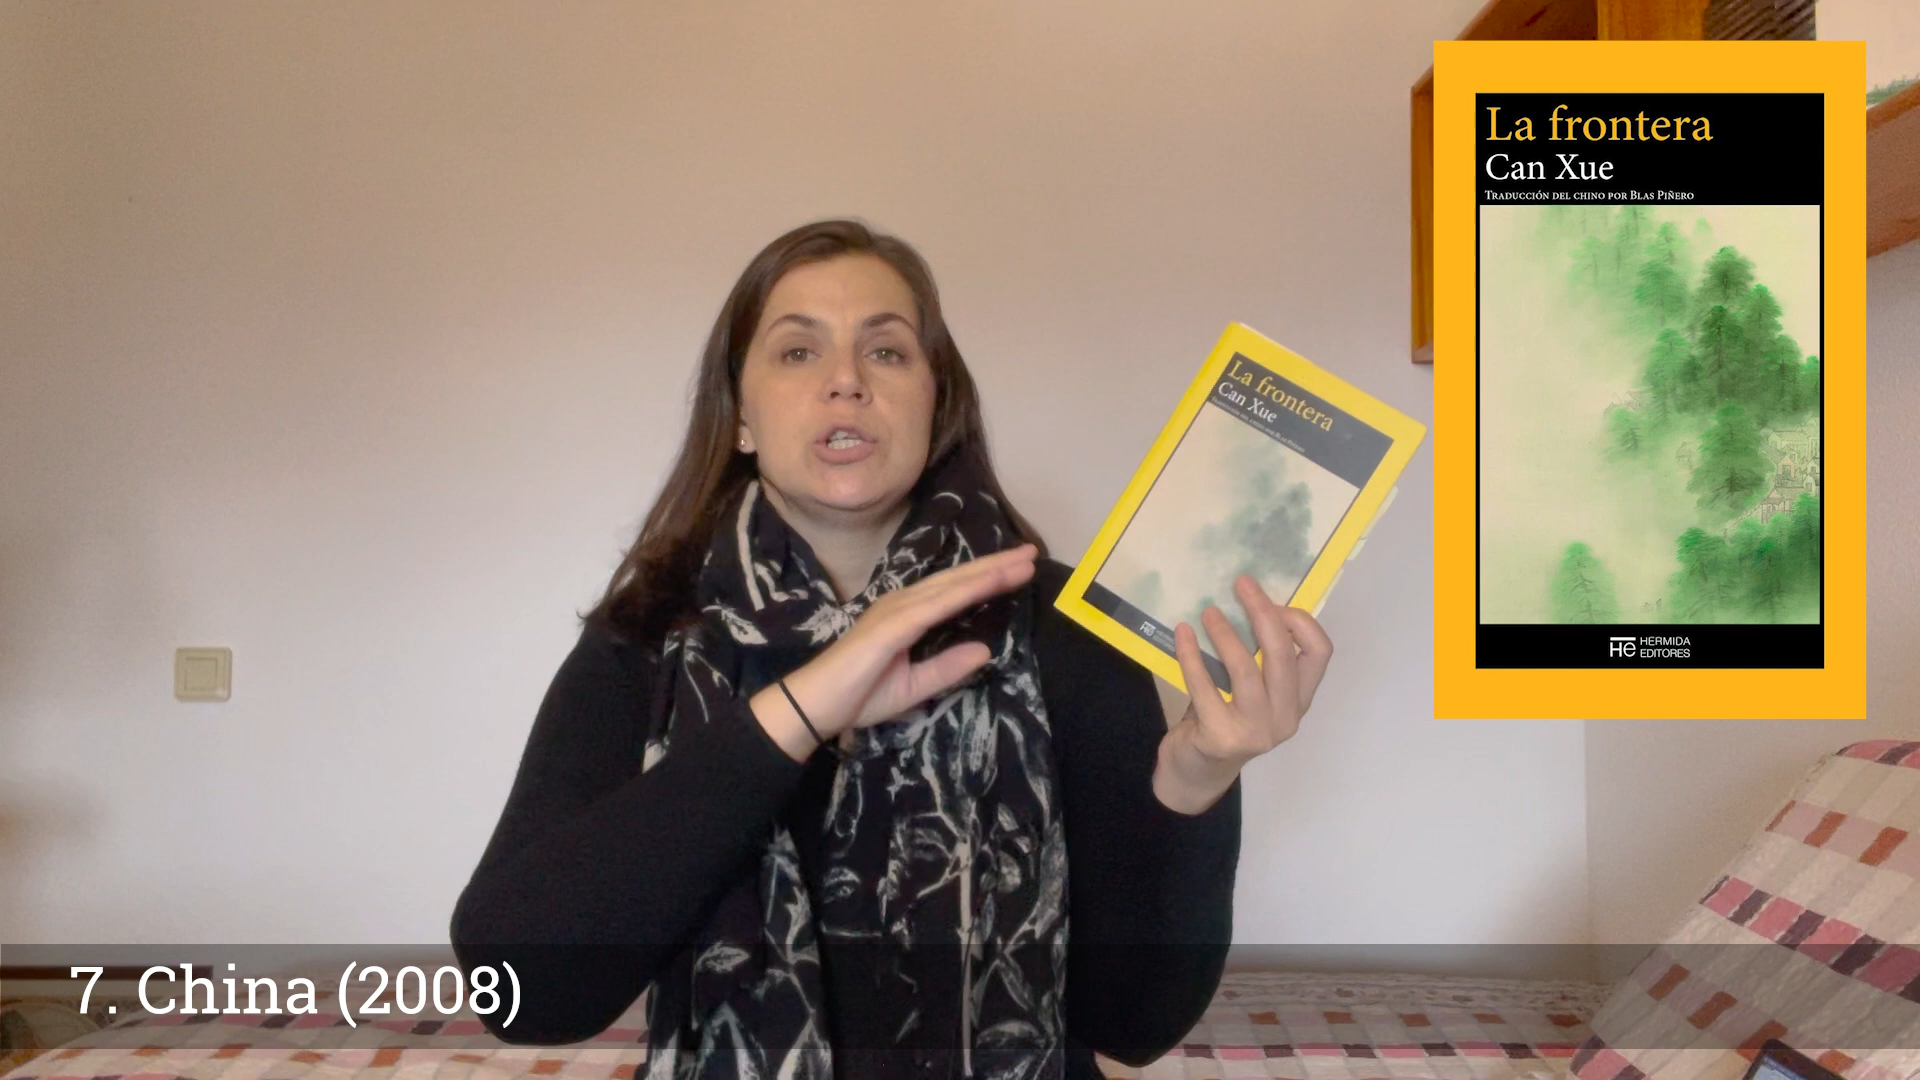 La frontera
Can Xue
TRADUCCIÓN DEL CHINO POR BLAS PIÑERO
HERMIDA
EDITORES
La frontera
Can Xue
7. China (2008)